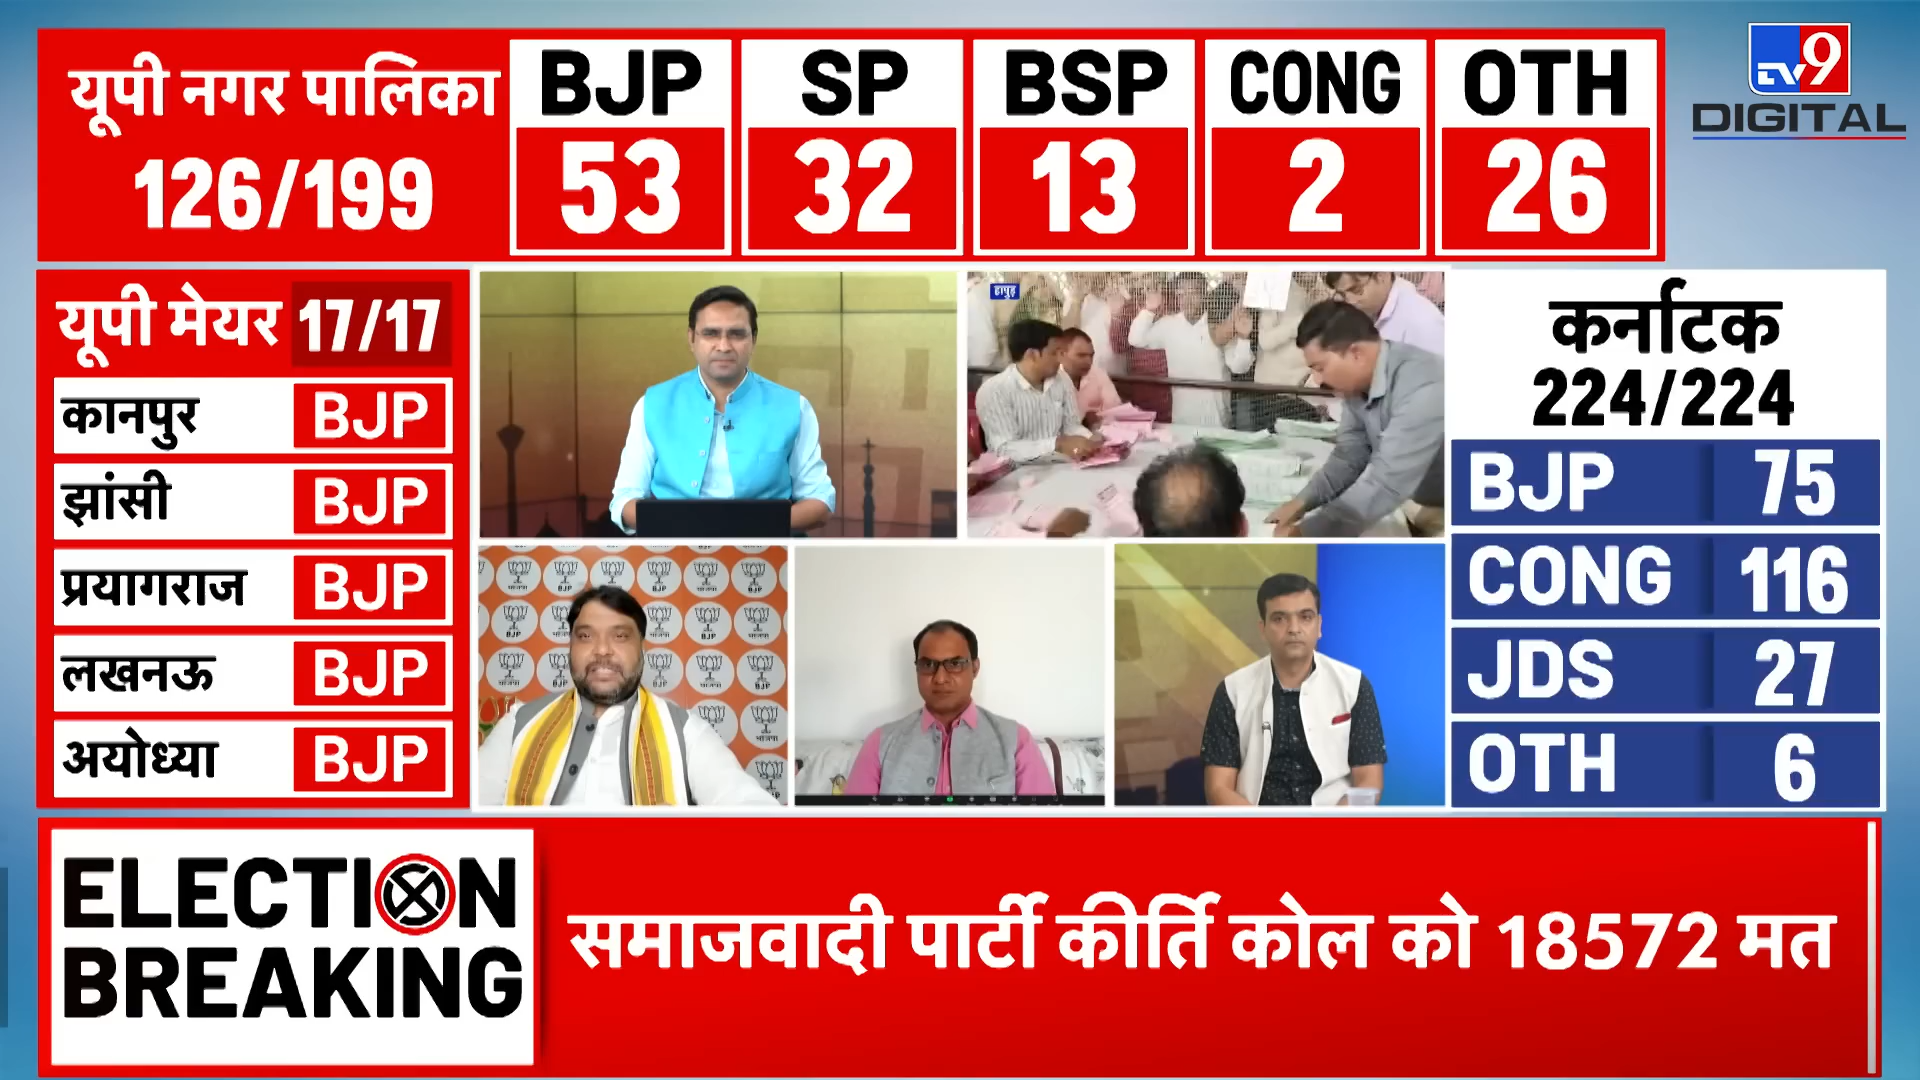 यूपी नगर पालिका
126/199
BJP
53
SP
32
BSP
13
CONG
2
OTH
26
TV9
DIGITAL
यूपी मेयर 17/17
कानपुर BJP
झांसी BJP
प्रयागराज BJP
लखनऊ BJP
अयोध्या BJP
हापुड़
कर्नाटक
224/224
BJP 75
CONG 116
JDS 27
OTH 6
ELECTION
BREAKING
समाजवादी पार्टी कीर्ति कोल को 18572 मत